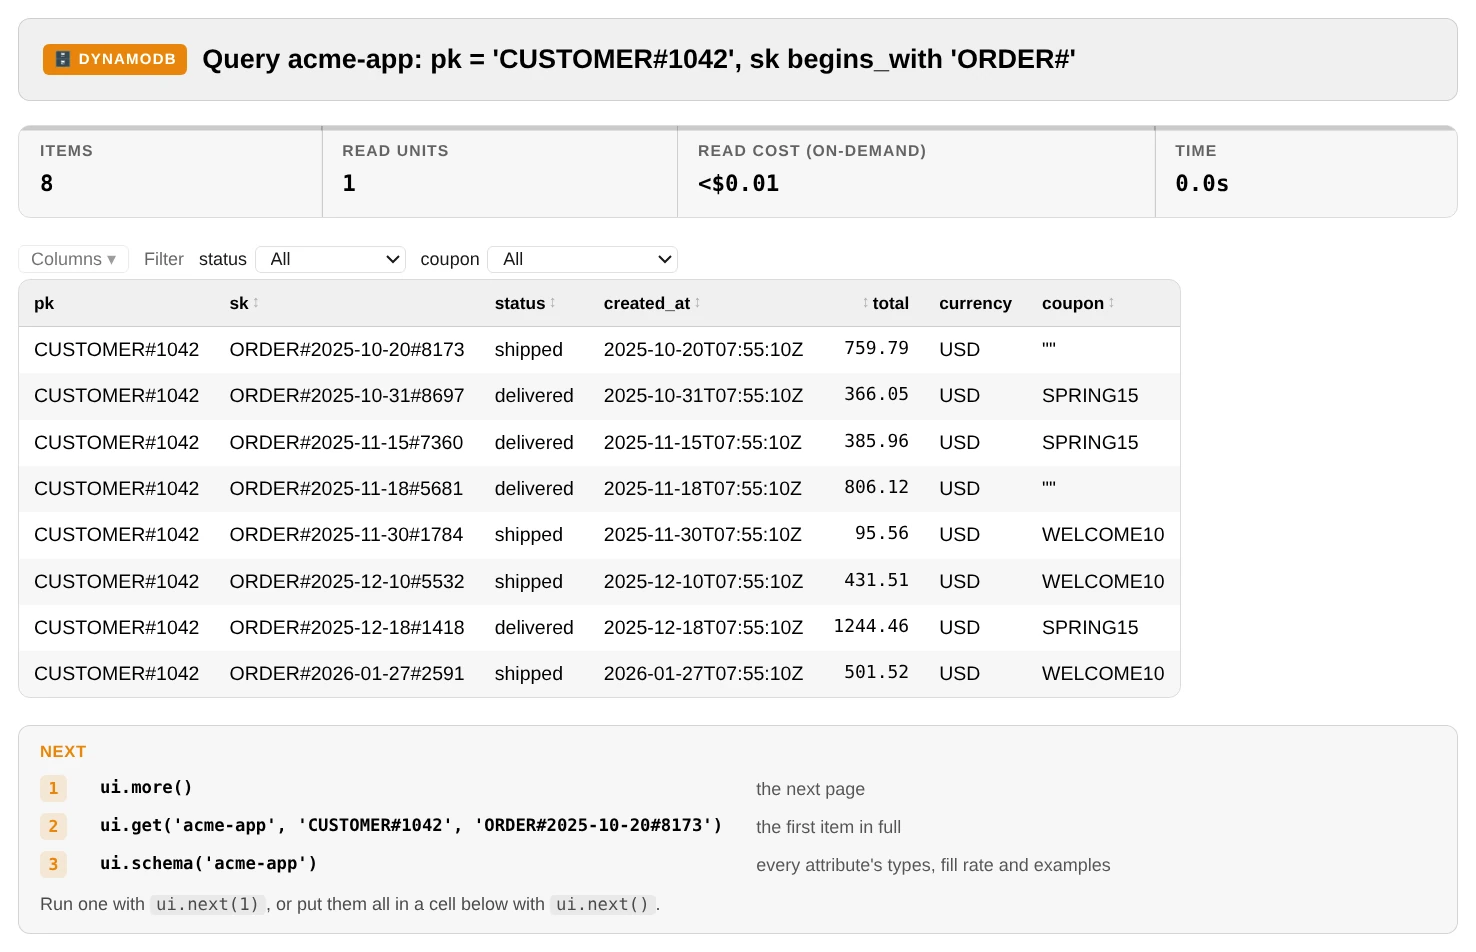 DYNAMODB Query acme-app: pk = 'CUSTOMER#1042', sk begins_with 'ORDER#'
ITEMS READ UNITS READ COST (ON-DEMAND) TIME
8 1 <$0.01 0.0s
Columns ▾ Filter status All coupon All
pk sk ↕ status ↕ created_at ↕ ↕ total currency coupon ↕
CUSTOMER#1042 ORDER#2025-10-20#8173 shipped 2025-10-20T07:55:10Z 759.79 USD ""
CUSTOMER#1042 ORDER#2025-10-31#8697 delivered 2025-10-31T07:55:10Z 366.05 USD SPRING15
CUSTOMER#1042 ORDER#2025-11-15#7360 delivered 2025-11-15T07:55:10Z 385.96 USD SPRING15
CUSTOMER#1042 ORDER#2025-11-18#5681 delivered 2025-11-18T07:55:10Z 806.12 USD ""
CUSTOMER#1042 ORDER#2025-11-30#1784 shipped 2025-11-30T07:55:10Z 95.56 USD WELCOME10
CUSTOMER#1042 ORDER#2025-12-10#5532 shipped 2025-12-10T07:55:10Z 431.51 USD WELCOME10
CUSTOMER#1042 ORDER#2025-12-18#1418 delivered 2025-12-18T07:55:10Z 1244.46 USD SPRING15
CUSTOMER#1042 ORDER#2026-01-27#2591 shipped 2026-01-27T07:55:10Z 501.52 USD WELCOME10
NEXT
1 ui.more() the next page
2 ui.get('acme-app', 'CUSTOMER#1042', 'ORDER#2025-10-20#8173') the first item in full
3 ui.schema('acme-app') every attribute's types, fill rate and examples
Run one with ui.next(1), or put them all in a cell below with ui.next().